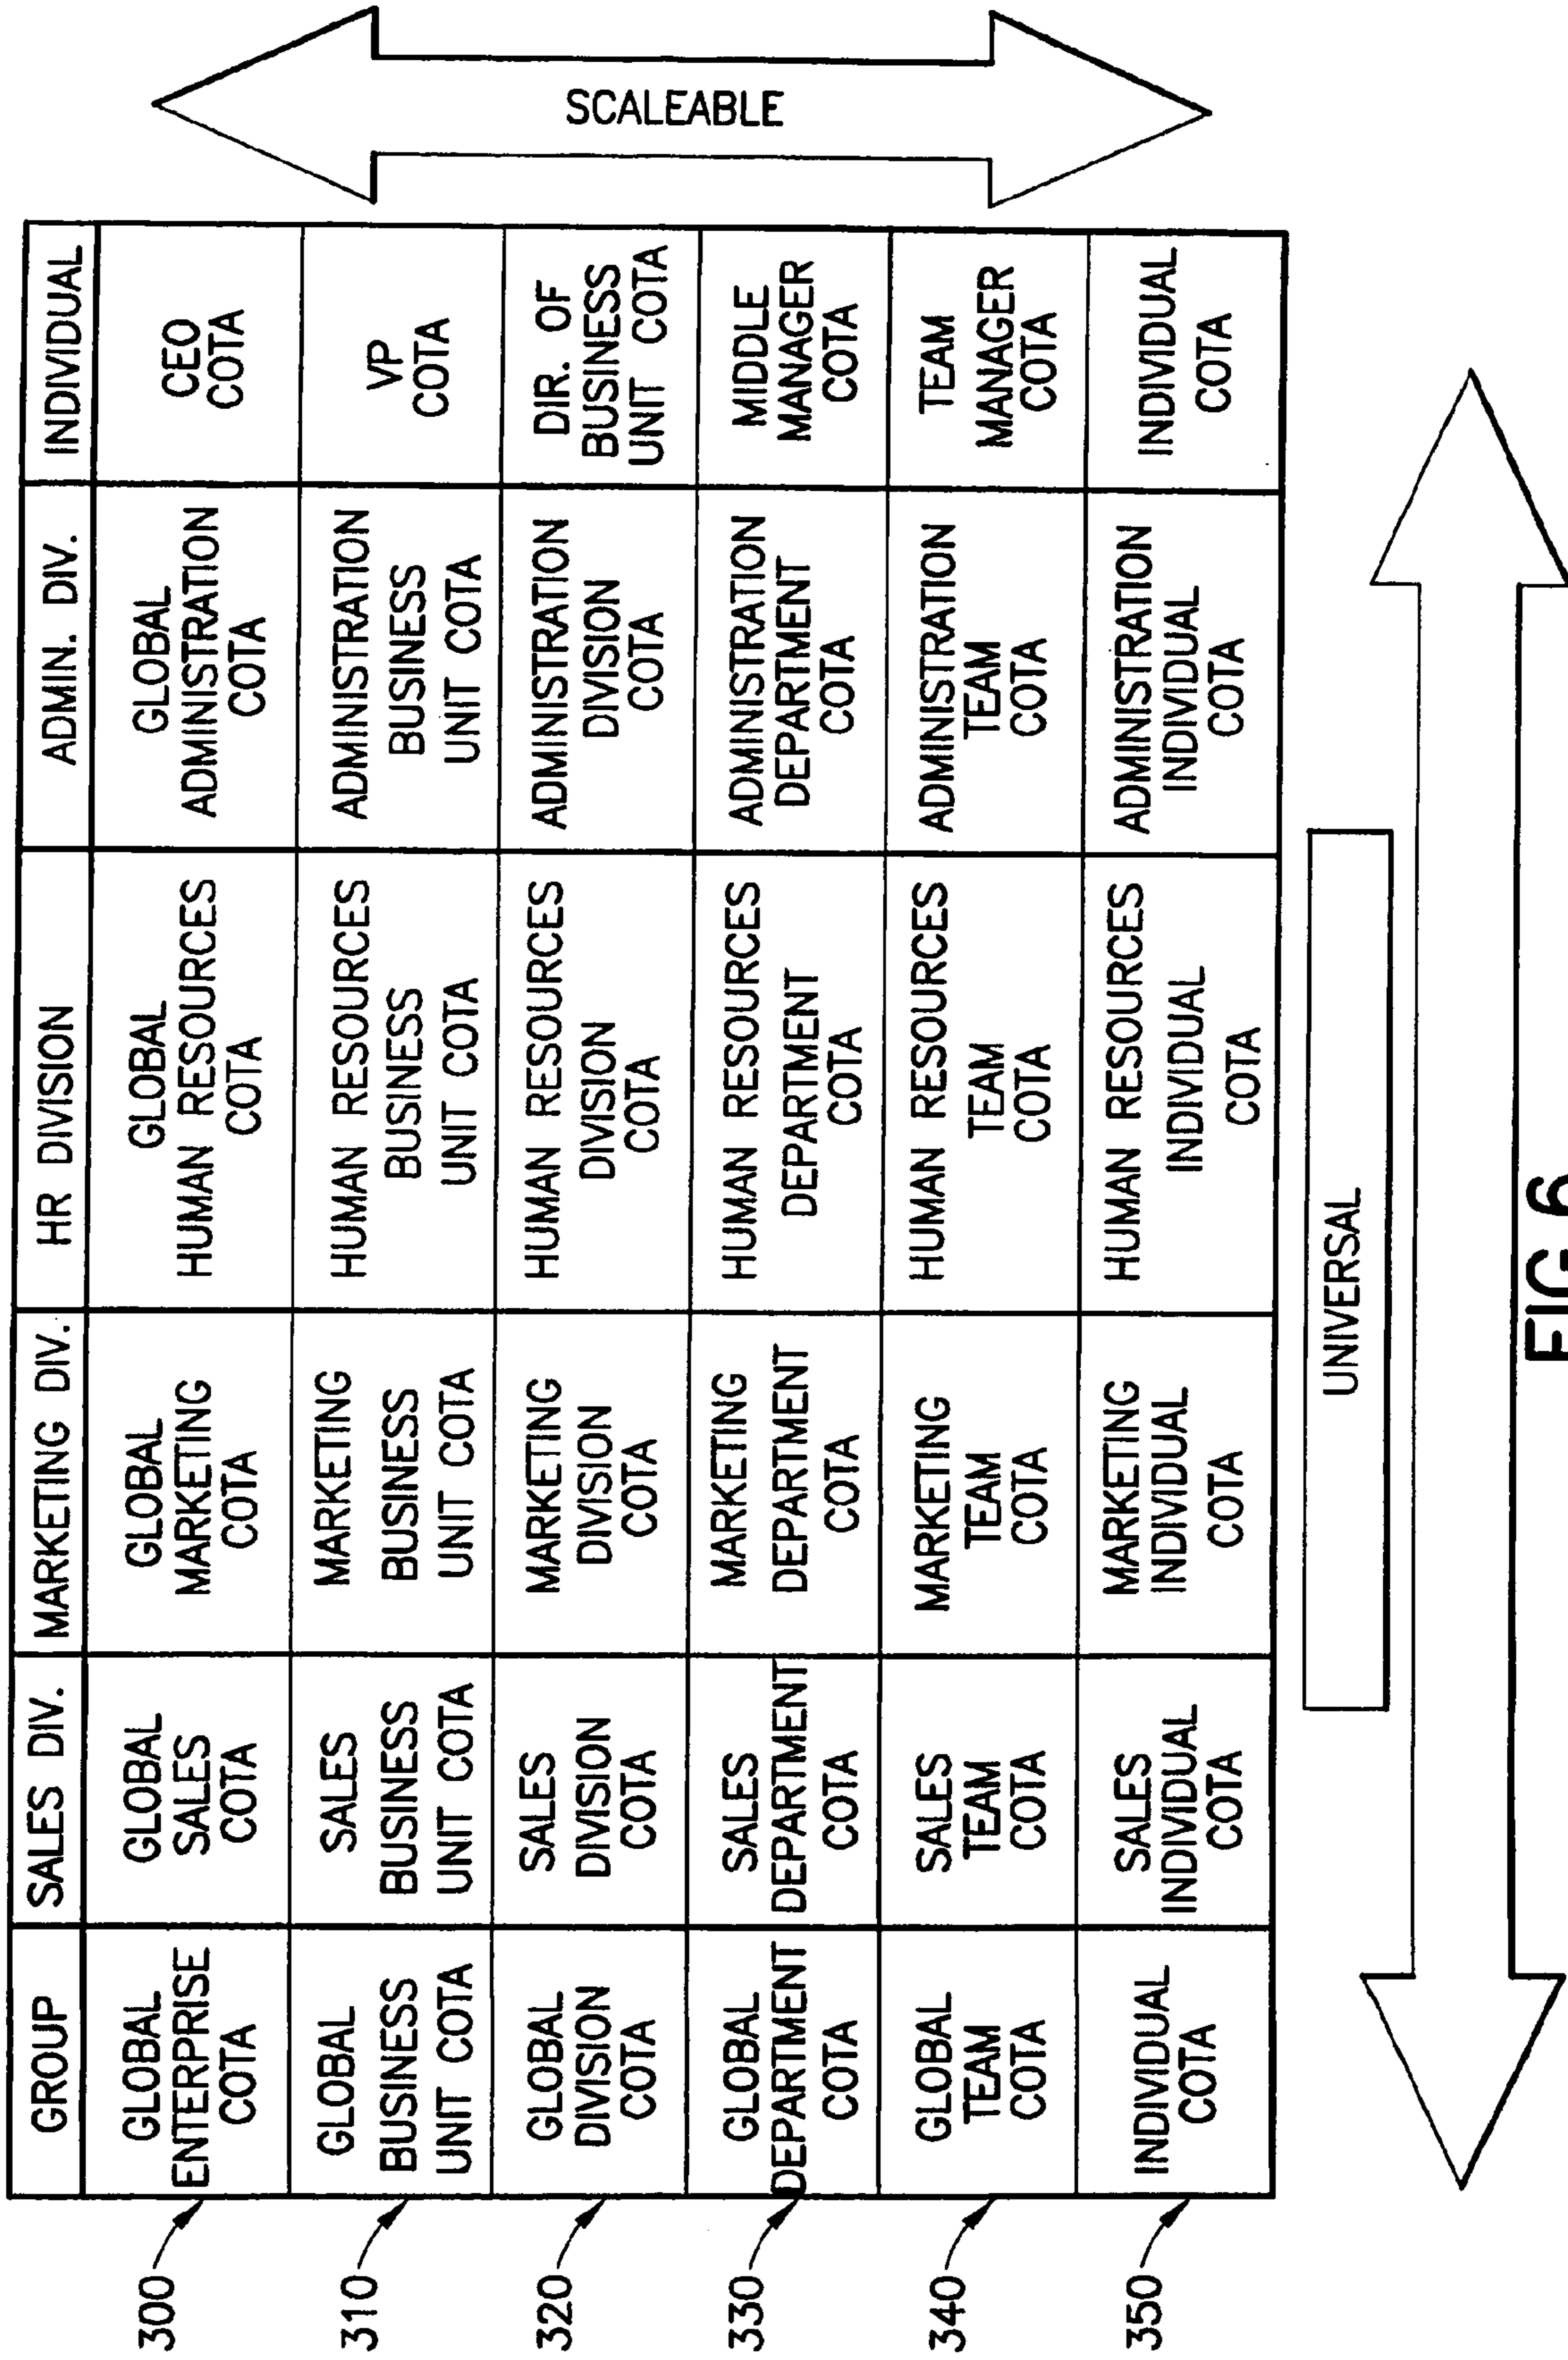 GROUP
SALES DIV.
MARKETING DIV.
HR DIVISION
ADMIN. DIV.
INDIVIDUAL
300
GLOBAL
ENTERPRISE
COTA
GLOBAL
SALES
COTA
GLOBAL
MARKETING
COTA
GLOBAL
HUMAN RESOURCES
COTA
GLOBAL
ADMINISTRATION
COTA
CEO
COTA
310
GLOBAL
BUSINESS
UNIT COTA
SALES
BUSINESS
UNIT COTA
MARKETING
BUSINESS
UNIT COTA
HUMAN RESOURCES
BUSINESS
UNIT COTA
ADMINISTRATION
BUSINESS
UNIT COTA
VP
COTA
320
GLOBAL
DIVISION
COTA
SALES
DIVISION
COTA
MARKETING
DIVISION
COTA
HUMAN RESOURCES
DIVISION
COTA
ADMINISTRATION
DIVISION
COTA
DIR. OF
BUSINESS
UNIT COTA
330
GLOBAL
DEPARTMENT
COTA
SALES
DEPARTMENT
COTA
MARKETING
DEPARTMENT
COTA
HUMAN RESOURCES
DEPARTMENT
COTA
ADMINISTRATION
DEPARTMENT
COTA
MIDDLE
MANAGER
COTA
340
GLOBAL
TEAM
COTA
SALES
TEAM
COTA
MARKETING
TEAM
COTA
HUMAN RESOURCES
TEAM
COTA
ADMINISTRATION
TEAM
COTA
TEAM
MANAGER
COTA
350
INDIVIDUAL
COTA
SALES
INDIVIDUAL
COTA
MARKETING
INDIVIDUAL
COTA
HUMAN RESOURCES
INDIVIDUAL
COTA
ADMINISTRATION
INDIVIDUAL
COTA
INDIVIDUAL
COTA
SCALEABLE
UNIVERSAL
FIG.6